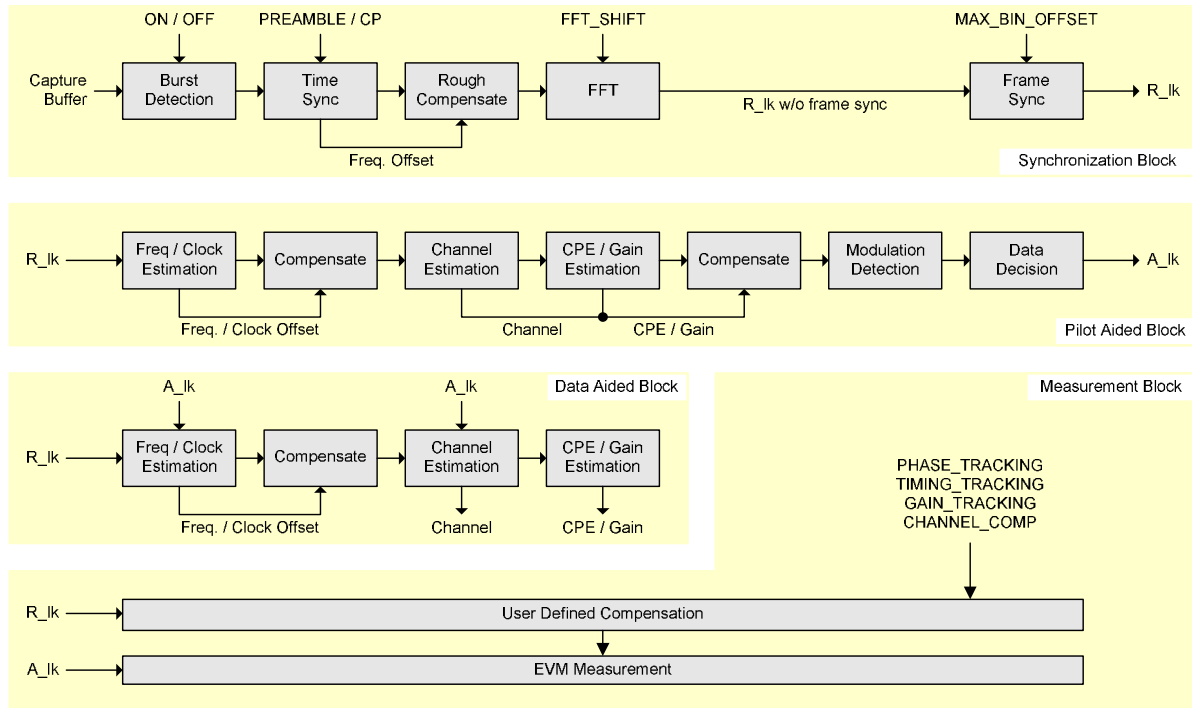 ON / OFF
PREAMBLE / CP
FFT_SHIFT
MAX_BIN_OFFSET
Capture
Buffer
Burst
Detection
Time
Sync
Rough
Compensate
FFT
R_lk w/o frame sync
Frame
Sync
R_lk
Freq. Offset
Synchronization Block
R_lk
Freq / Clock
Estimation
Compensate
Channel
Estimation
CPE / Gain
Estimation
Compensate
Modulation
Detection
Data
Decision
A_lk
Freq. / Clock Offset
Channel
CPE / Gain
Pilot Aided Block
A_lk
A_lk
Data Aided Block
R_lk
Freq / Clock
Estimation
Compensate
Channel
Estimation
CPE / Gain
Estimation
Freq. / Clock Offset
Channel
CPE / Gain
Measurement Block
PHASE_TRACKING
TIMING_TRACKING
GAIN_TRACKING
CHANNEL_COMP
R_lk
User Defined Compensation
A_lk
EVM Measurement